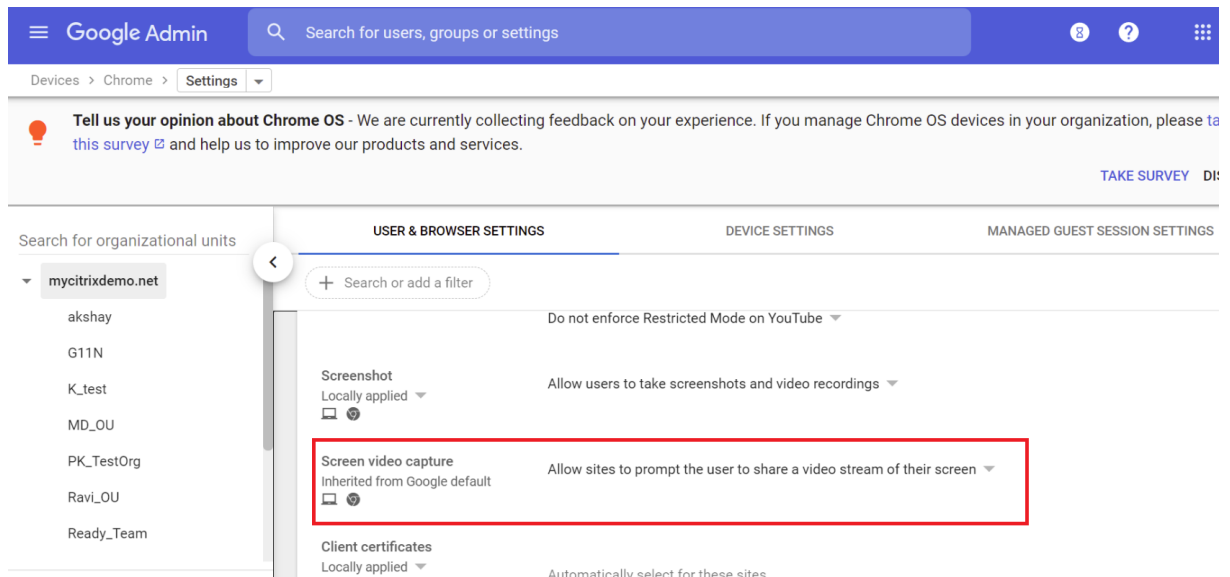 Google Admin
Search for users, groups or settings
Devices > Chrome > Settings
Tell us your opinion about Chrome OS - We are currently collecting feedback on your experience. If you manage Chrome OS devices in your organization, please ta
this survey and help us to improve our products and services.
TAKE SURVEY DIS
Search for organizational units
mycitrixdemo.net
akshay
G11N
K_test
MD_OU
PK_TestOrg
Ravi_OU
Ready_Team
USER & BROWSER SETTINGS
DEVICE SETTINGS
MANAGED GUEST SESSION SETTINGS
Search or add a filter
Do not enforce Restricted Mode on YouTube
Screenshot
Locally applied
Allow users to take screenshots and video recordings
Screen video capture
Inherited from Google default
Allow sites to prompt the user to share a video stream of their screen
Client certificates
Locally applied
Automatically select for these sites